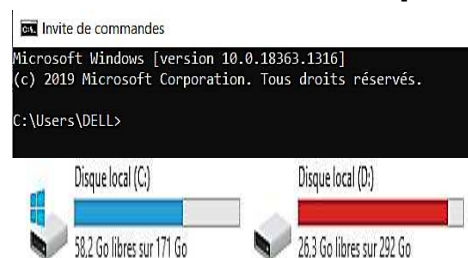 Invite de commandes
Microsoft Windows [version 10.0.18363.1316]
(c) 2019 Microsoft Corporation. Tous droits réservés.
C:\Users\DELL>
Disque local (C:)
58,2 Go libres sur 171 Go
Disque local (D:)
26,3 Go libres sur 292 Go